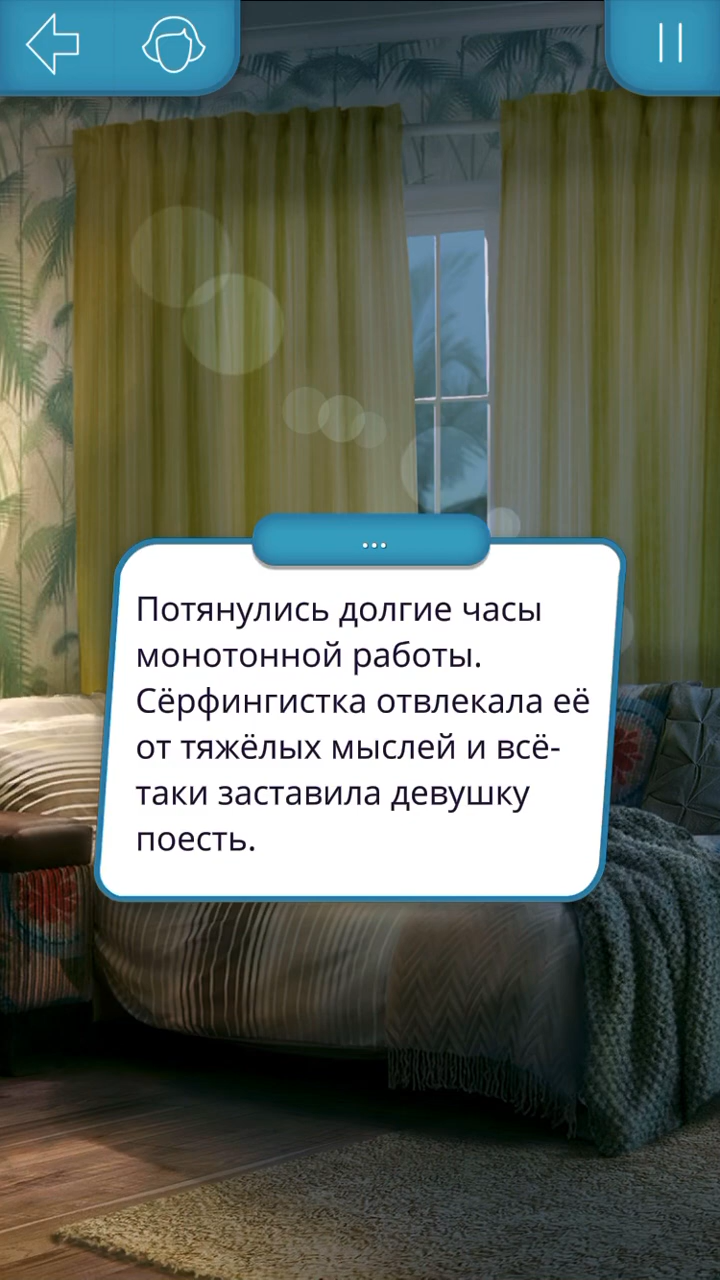 ...
Потянулись долгие часы
монотонной работы.
Сёрфингистка отвлекала её
от тяжёлых мыслей и всё-
таки заставила девушку
поесть.